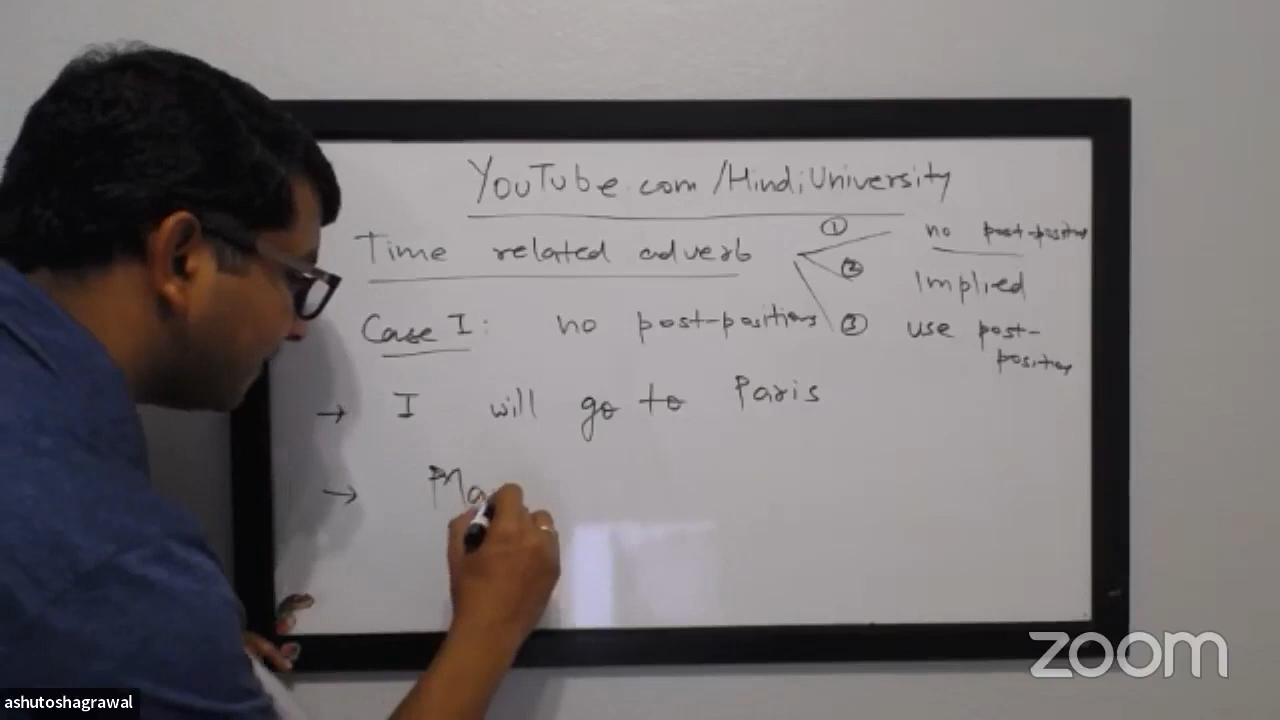 YouTube.com/HindiUniversity
Time related adverb
① no post-position
② Implied
③ use post-
position
Case I: no post-positions
→ I will go to Paris
→ Ma
zoom
ashutoshagrawal